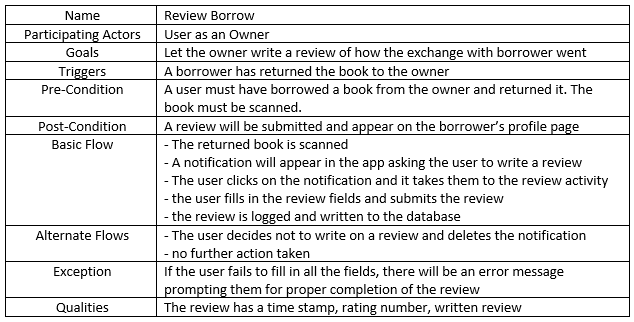 Name Review Borrow
Participating Actors User as an Owner
Goals Let the owner write a review of how the exchange with borrower went
Triggers A borrower has returned the book to the owner
Pre-Condition A user must have borrowed a book from the owner and returned it. The
book must be scanned.
Post-Condition A review will be submitted and appear on the borrower’s profile page
Basic Flow - The returned book is scanned
- A notification will appear in the app asking the user to write a review
- The user clicks on the notification and it takes them to the review activity
- the user fills in the review fields and submits the review
- the review is logged and written to the database
Alternate Flows - The user decides not to write on a review and deletes the notification
- no further action taken
Exception If the user fails to fill in all the fields, there will be an error message
prompting them for proper completion of the review
Qualities The review has a time stamp, rating number, written review